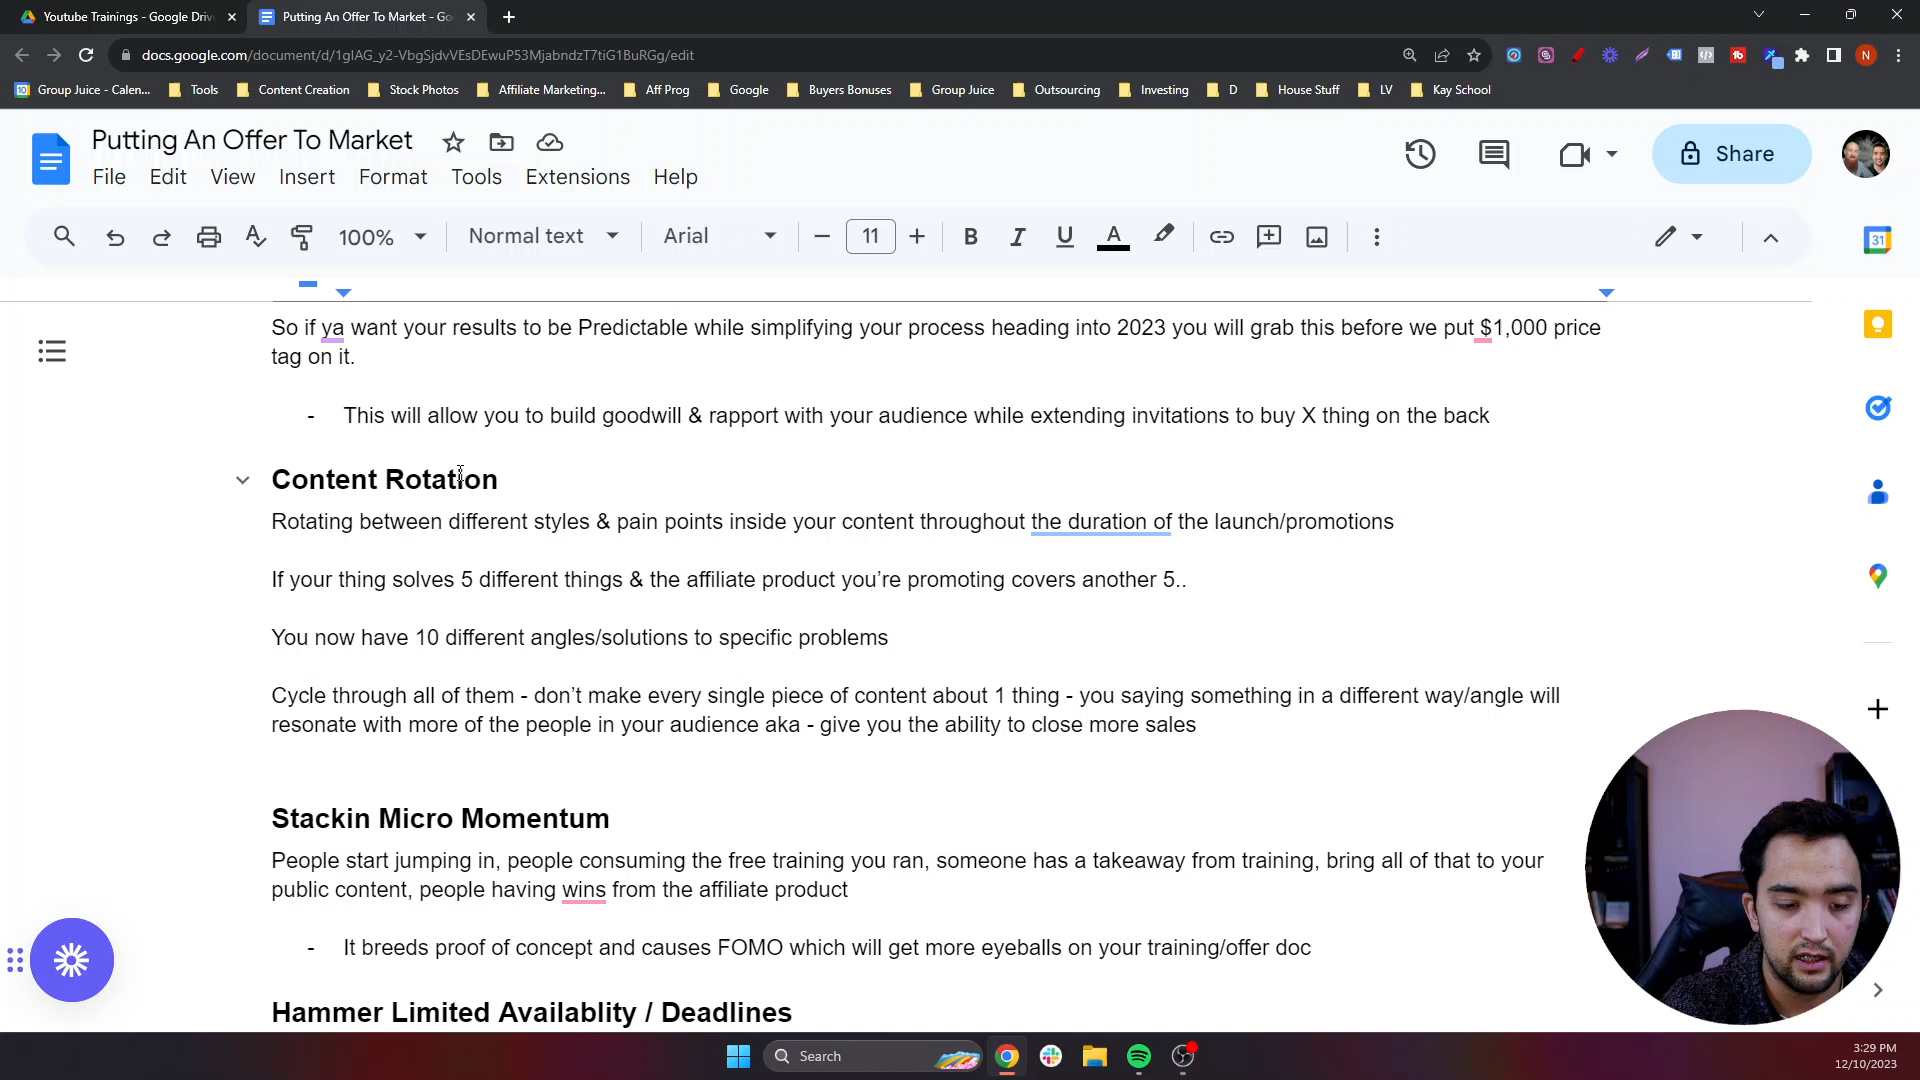 Youtube Trainings - Google Driv
Putting An Offer To Market - Go
docs.google.com/document/d/1gIAG_y2-VbgSjdvVEsDEwuP53MjabndzT7tiG1BuRGg/edit
N
Group Juice - Calen...
Tools
Content Creation
Stock Photos
Affiliate Marketing...
Aff Prog
Google
Buyers Bonuses
Group Juice
Outsourcing
Investing
D
House Stuff
LV
Kay School
Putting An Offer To Market
Share
File Edit View Insert Format Tools Extensions Help
100% Normal text Arial 11 B I U A
31
So if ya want your results to be Predictable while simplifying your process heading into 2023 you will grab this before we put $1,000 price
tag on it.
- This will allow you to build goodwill & rapport with your audience while extending invitations to buy X thing on the back
Content Rotation
Rotating between different styles & pain points inside your content throughout the duration of the launch/promotions
If your thing solves 5 different things & the affiliate product you’re promoting covers another 5..
You now have 10 different angles/solutions to specific problems
Cycle through all of them - don’t make every single piece of content about 1 thing - you saying something in a different way/angle will
resonate with more of the people in your audience aka - give you the ability to close more sales
Stackin Micro Momentum
People start jumping in, people consuming the free training you ran, someone has a takeaway from training, bring all of that to your
public content, people having wins from the affiliate product
- It breeds proof of concept and causes FOMO which will get more eyeballs on your training/offer doc
Hammer Limited Availablity / Deadlines
Search
3:29 PM
12/10/2023